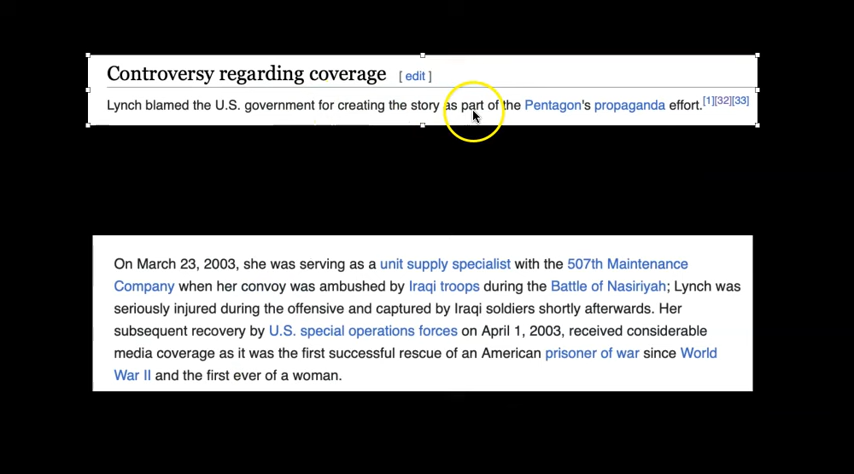 Controversy regarding coverage [ edit ]
Lynch blamed the U.S. government for creating the story as part of the Pentagon's propaganda effort.[1][32][33]
On March 23, 2003, she was serving as a unit supply specialist with the 507th Maintenance
Company when her convoy was ambushed by Iraqi troops during the Battle of Nasiriyah; Lynch was
seriously injured during the offensive and captured by Iraqi soldiers shortly afterwards. Her
subsequent recovery by U.S. special operations forces on April 1, 2003, received considerable
media coverage as it was the first successful rescue of an American prisoner of war since World
War II and the first ever of a woman.